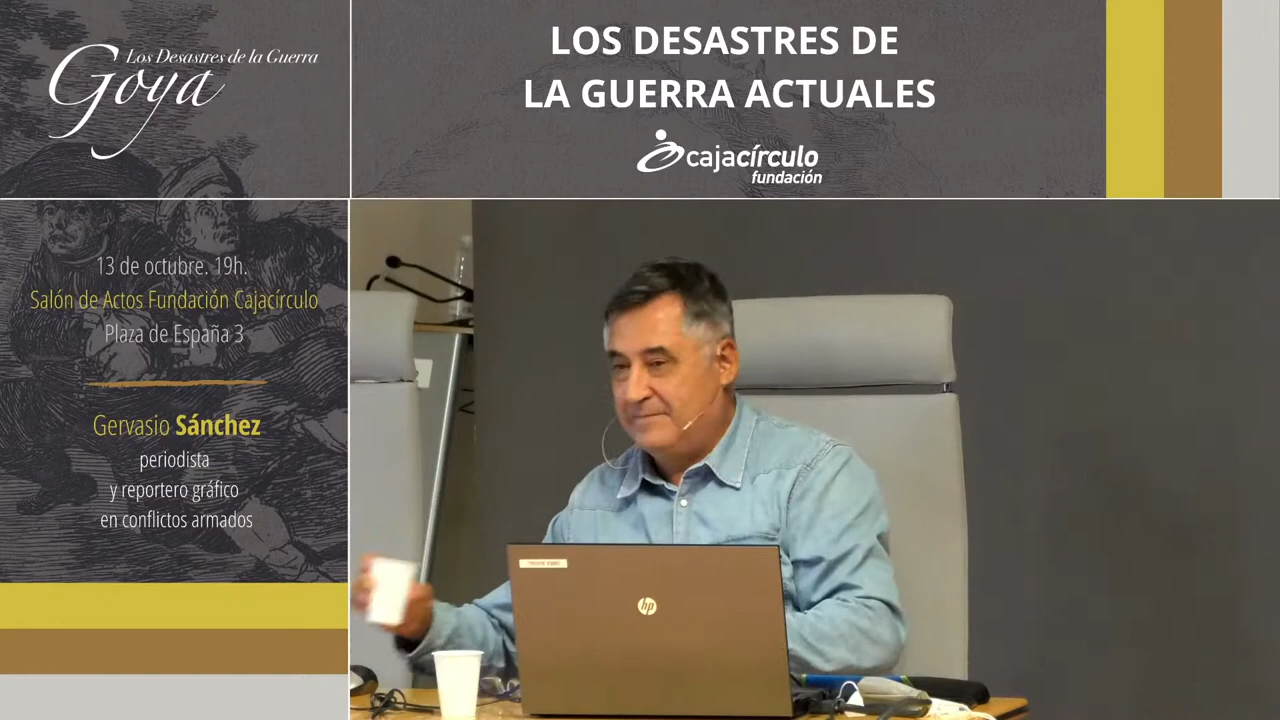 Los Desastres de la Guerra
Goya
LOS DESASTRES DE
LA GUERRA ACTUALES
cajacírculo
fundación
13 de octubre. 19h.
Salón de Actos Fundación Cajacírculo
Plaza de España 3
Gervasio Sánchez
periodista
y reportero gráfico
en conflictos armados
hp